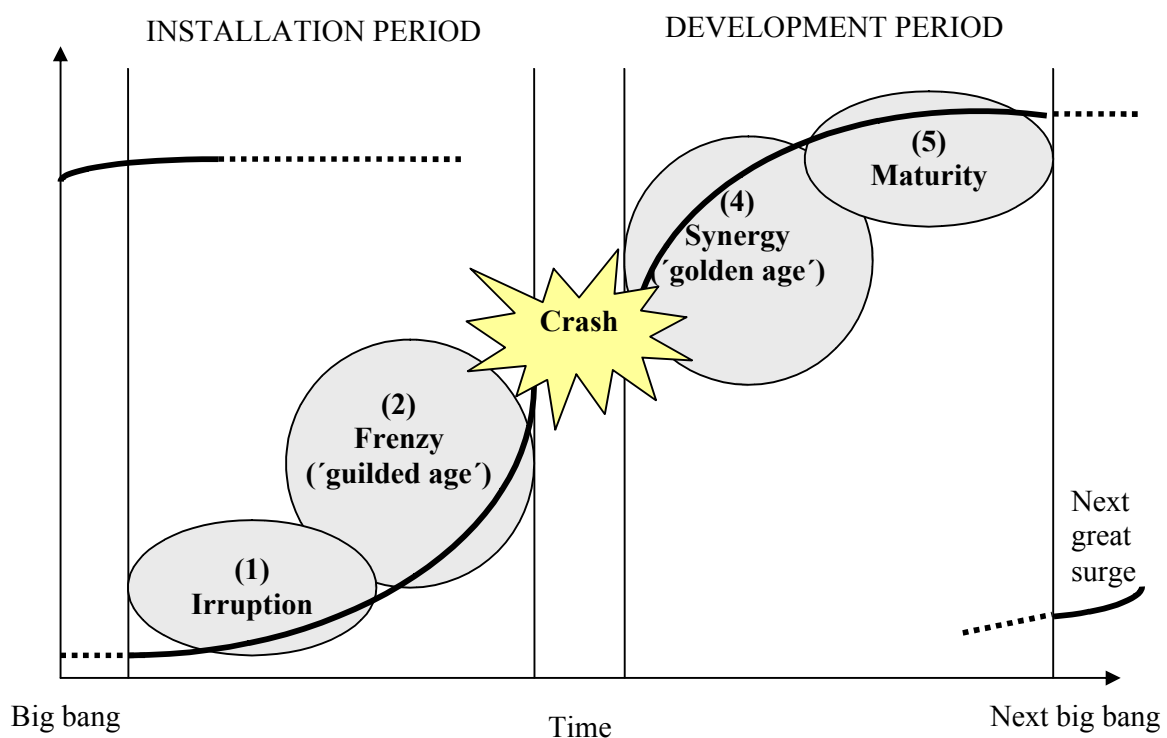 INSTALLATION PERIOD
DEVELOPMENT PERIOD
(5)
Maturity
(4)
Synergy
(´golden age´)
Crash
(2)
Frenzy
(´guilded age´)
Next
great
surge
(1)
Irruption
Big bang
Time
Next big bang